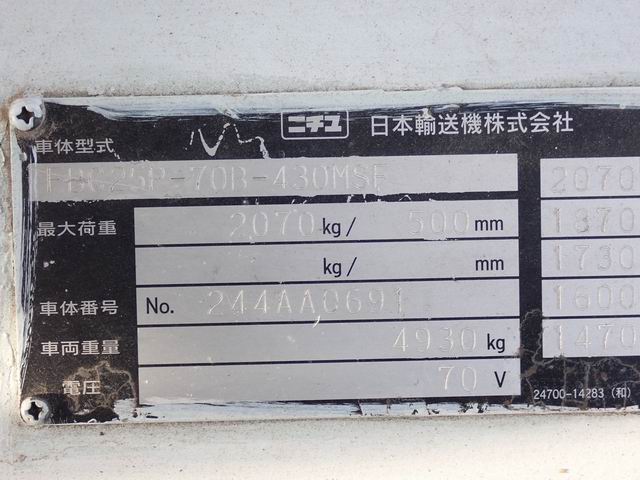 ニチユ 日本輸送機株式会社
車体型式
FBC25P-70B-430MSF 2070
最大荷重 2070 kg/ 500 mm 1870
kg/ mm 1730
車体番号 No. 244AA0691 1600
車両重量 4930 kg 1470
電圧 70 V
24700-14283 (和)